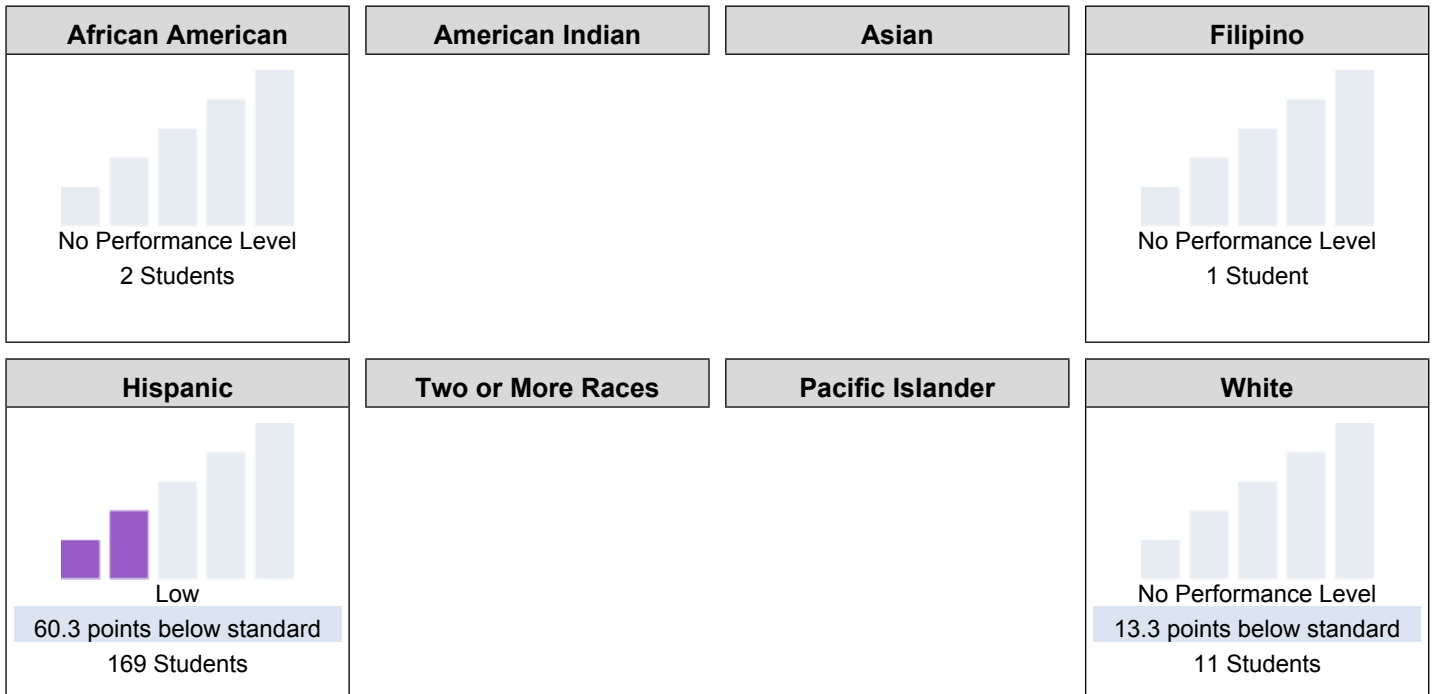 African American
American Indian
Asian
Filipino
No Performance Level
2 Students
No Performance Level
1 Student
Hispanic
Two or More Races
Pacific Islander
White
Low
60.3 points below standard
169 Students
No Performance Level
13.3 points below standard
11 Students